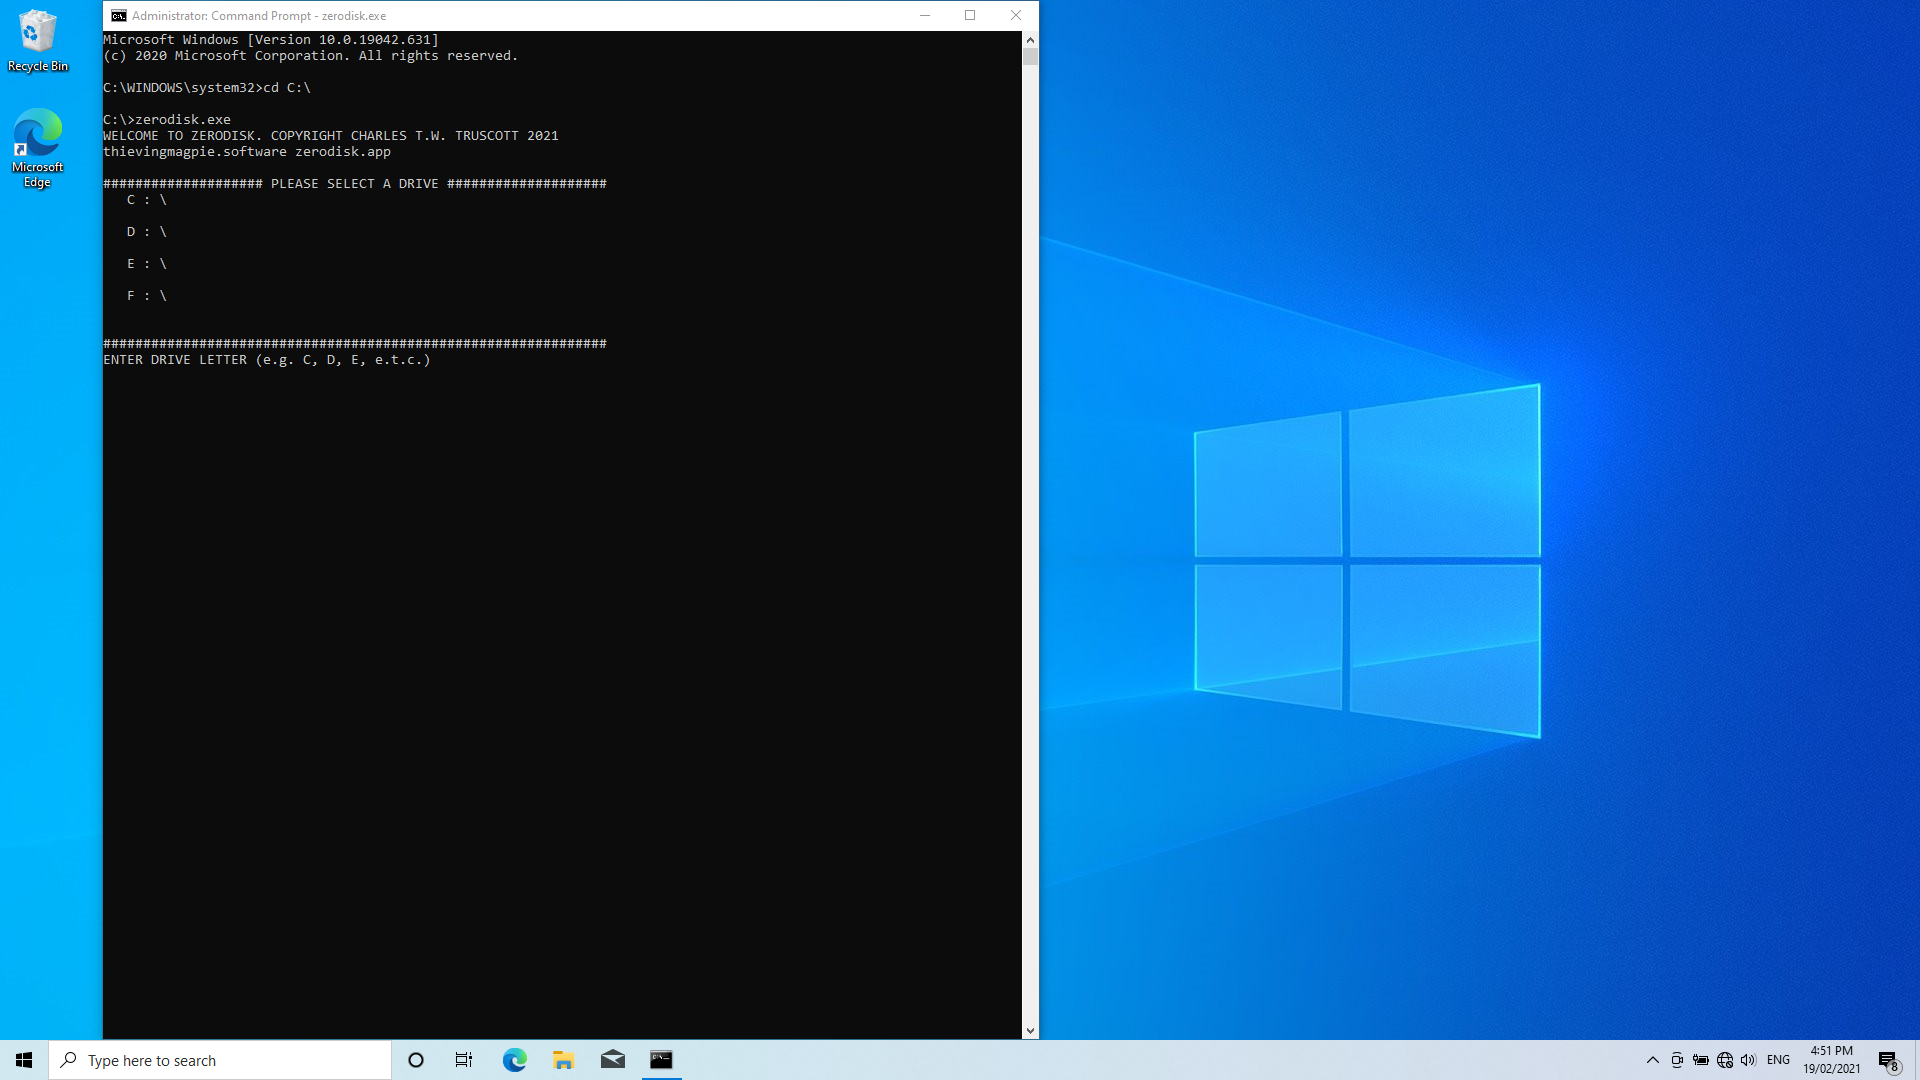 Recycle Bin
Microsoft
Edge
Administrator: Command Prompt - zerodisk.exe
Microsoft Windows [Version 10.0.19042.631]
(c) 2020 Microsoft Corporation. All rights reserved.
C:\WINDOWS\system32>cd C:\
C:\>zerodisk.exe
WELCOME TO ZERODISK. COPYRIGHT CHARLES T.W. TRUSCOTT 2021
thievingmagpie.software zerodisk.app
#################### PLEASE SELECT A DRIVE ####################
C : \
D : \
E : \
F : \
###############################################################
ENTER DRIVE LETTER (e.g. C, D, E, e.t.c.)
Type here to search
ENG
4:51 PM
19/02/2021
8